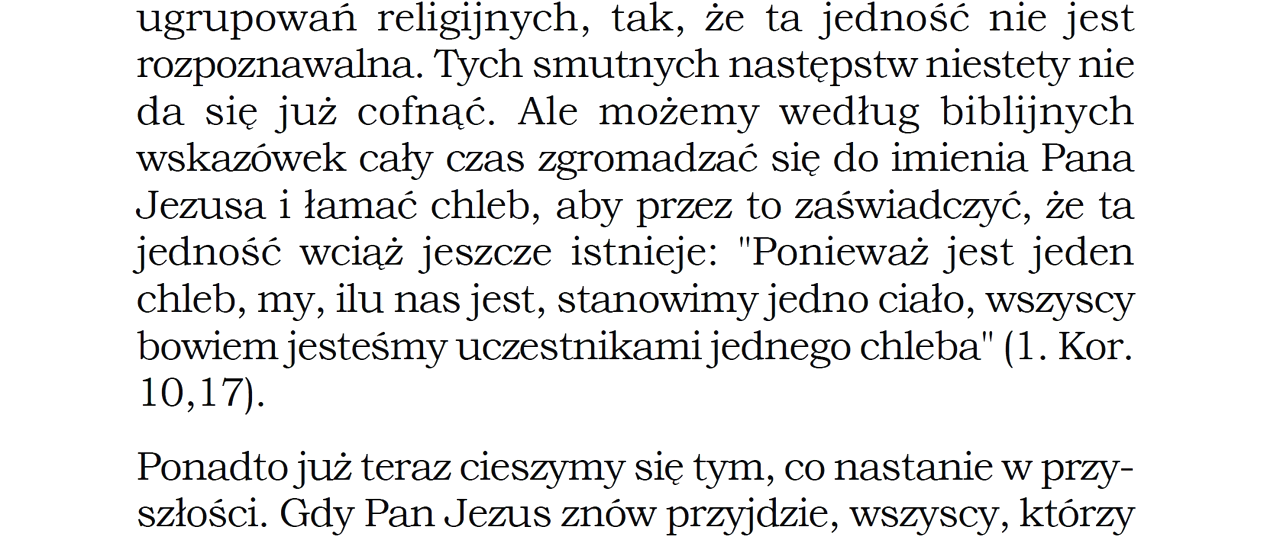 ugrupowań religijnych, tak, że ta jedność nie jest
rozpoznawalna. Tych smutnych następstw niestety nie
da się już cofnąć. Ale możemy według biblijnych
wskazówek cały czas zgromadzać się do imienia Pana
Jezusa i łamać chleb, aby przez to zaświadczyć, że ta
jedność wciąż jeszcze istnieje: "Ponieważ jest jeden
chleb, my, ilu nas jest, stanowimy jedno ciało, wszyscy
bowiem jesteśmy uczestnikami jednego chleba" (1. Kor.
10,17).
Ponadto już teraz cieszymy się tym, co nastanie w przy-
szłości. Gdy Pan Jezus znów przyjdzie, wszyscy, którzy